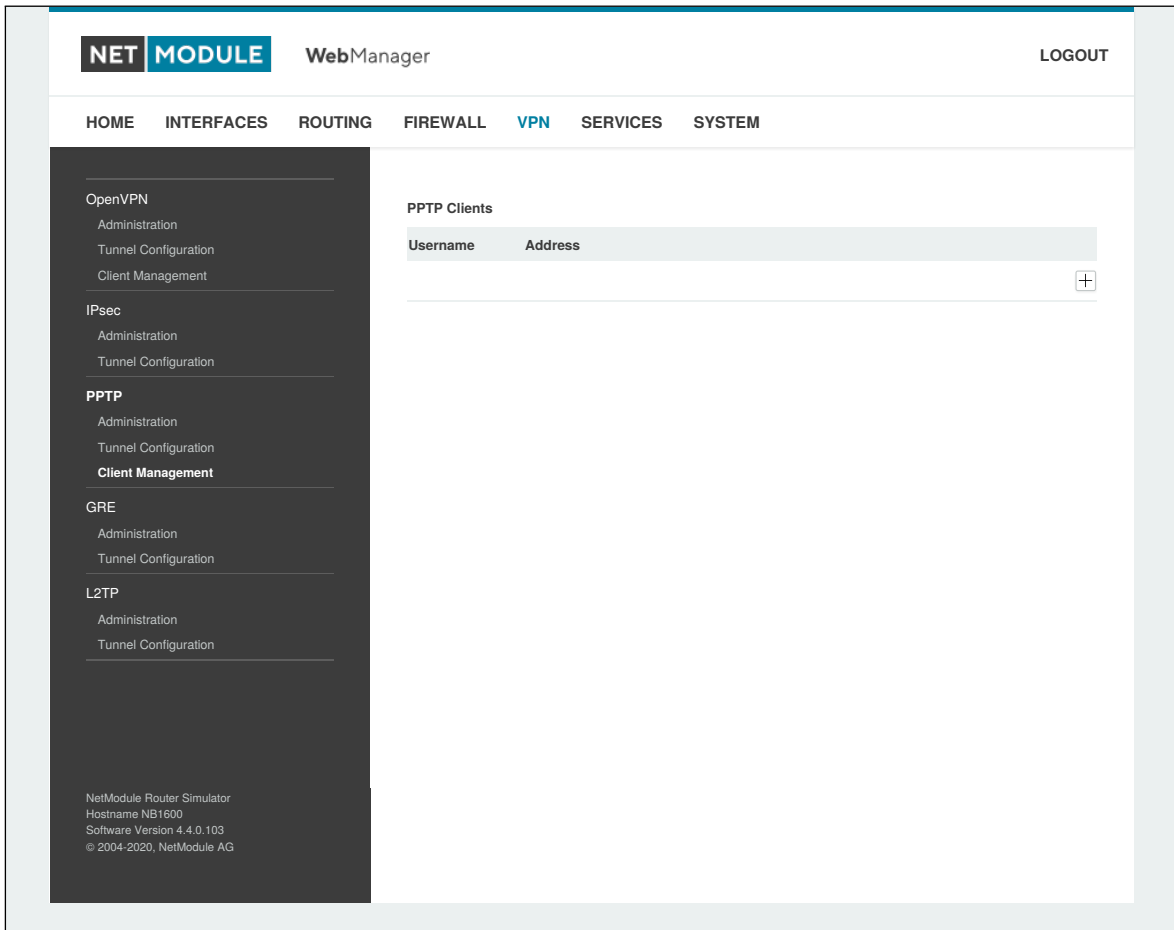 NET MODULE WebManager LOGOUT
HOME INTERFACES ROUTING FIREWALL VPN SERVICES SYSTEM
OpenVPN
Administration
Tunnel Configuration
Client Management
IPsec
Administration
Tunnel Configuration
PPTP
Administration
Tunnel Configuration
Client Management
GRE
Administration
Tunnel Configuration
L2TP
Administration
Tunnel Configuration
NetModule Router Simulator
Hostname NB1600
Software Version 4.4.0.103
© 2004-2020, NetModule AG
PPTP Clients
Username Address